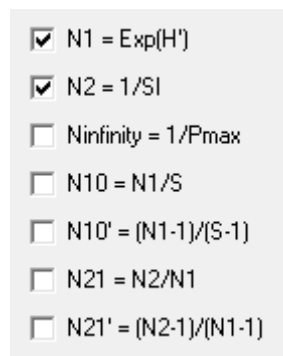 N1 = Exp(H')
N2 = 1/SI
Ninfinity = 1/Pmax
N10 = N1/S
N10' = (N1-1)/(S-1)
N21 = N2/N1
N21' = (N2-1)/(N1-1)